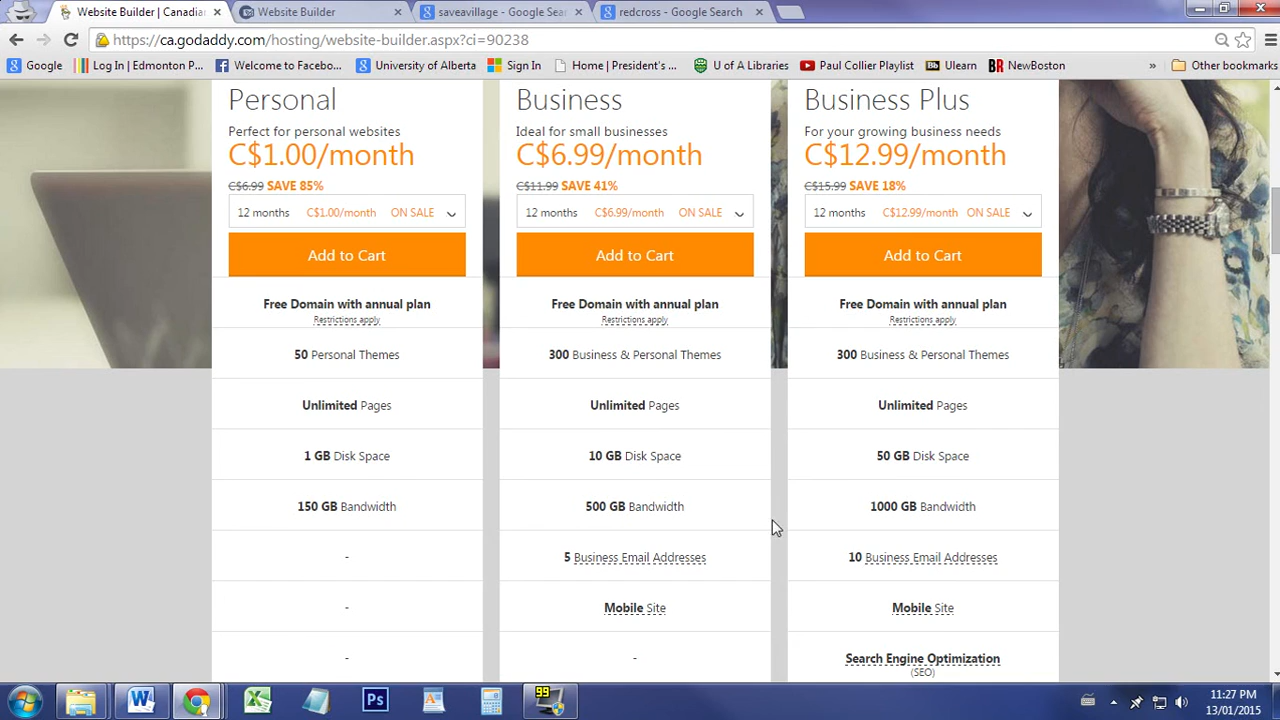 Website Builder | Canadia
Website Builder
saveavillage - Google Sea
redcross - Google Search
https://ca.godaddy.com/hosting/website-builder.aspx?ci=90238
Google
Log In | Edmonton P...
Welcome to Facebo...
University of Alberta
Sign In
Home | President's ...
U of A Libraries
Paul Collier Playlist
Bb Ulearn
BR NewBoston
» Other bookmarks
Personal
Perfect for personal websites
C$1.00/month
C$6.99 SAVE 85%
12 months C$1.00/month ON SALE
Add to Cart
Free Domain with annual plan
Restrictions apply
50 Personal Themes
Unlimited Pages
1 GB Disk Space
150 GB Bandwidth
-
-
-
Business
Ideal for small businesses
C$6.99/month
C$11.99 SAVE 41%
12 months C$6.99/month ON SALE
Add to Cart
Free Domain with annual plan
Restrictions apply
300 Business & Personal Themes
Unlimited Pages
10 GB Disk Space
500 GB Bandwidth
5 Business Email Addresses
Mobile Site
-
Business Plus
For your growing business needs
C$12.99/month
C$15.99 SAVE 18%
12 months C$12.99/month ON SALE
Add to Cart
Free Domain with annual plan
Restrictions apply
300 Business & Personal Themes
Unlimited Pages
50 GB Disk Space
1000 GB Bandwidth
10 Business Email Addresses
Mobile Site
Search Engine Optimization
(SEO)
Ps
99
11:27 PM
13/01/2015